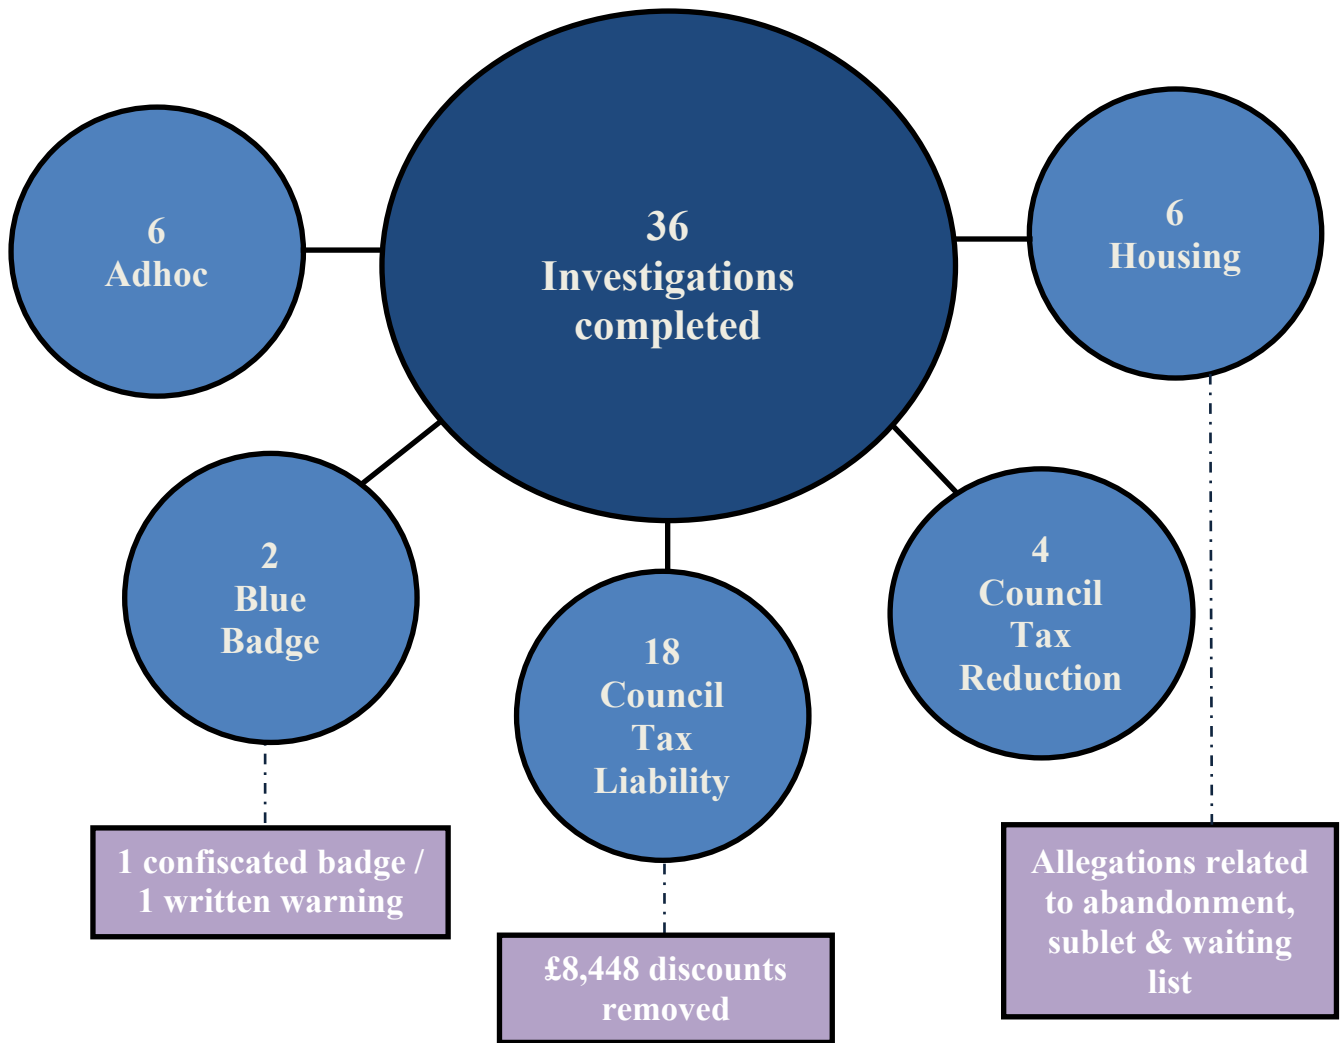 36
Investigations
completed
6
Adhoc
6
Housing
2
Blue
Badge
18
Council
Tax
Liability
4
Council
Tax
Reduction
1 confiscated badge /
1 written warning
£8,448 discounts
removed
Allegations related
to abandonment,
sublet & waiting
list